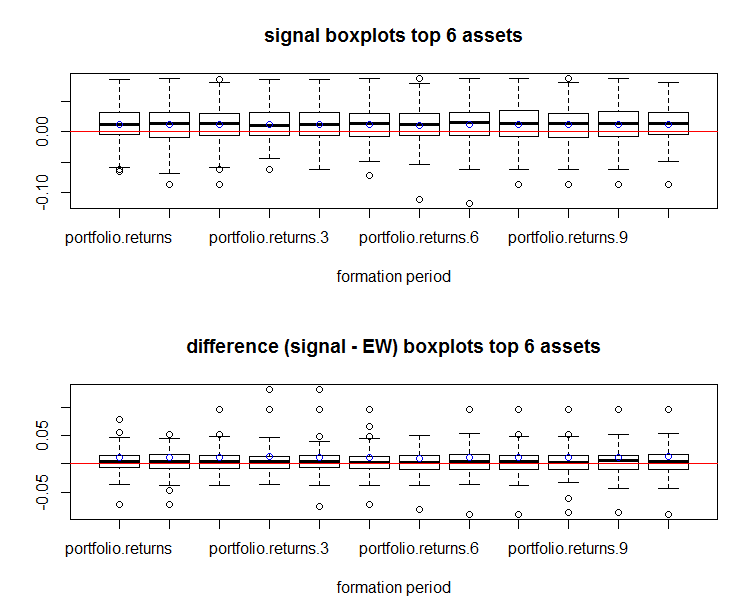 signal boxplots top 6 assets
0.00
-0.10
portfolio.returns portfolio.returns.3 portfolio.returns.6 portfolio.returns.9
formation period
difference (signal - EW) boxplots top 6 assets
0.05
-0.05
portfolio.returns portfolio.returns.3 portfolio.returns.6 portfolio.returns.9
formation period